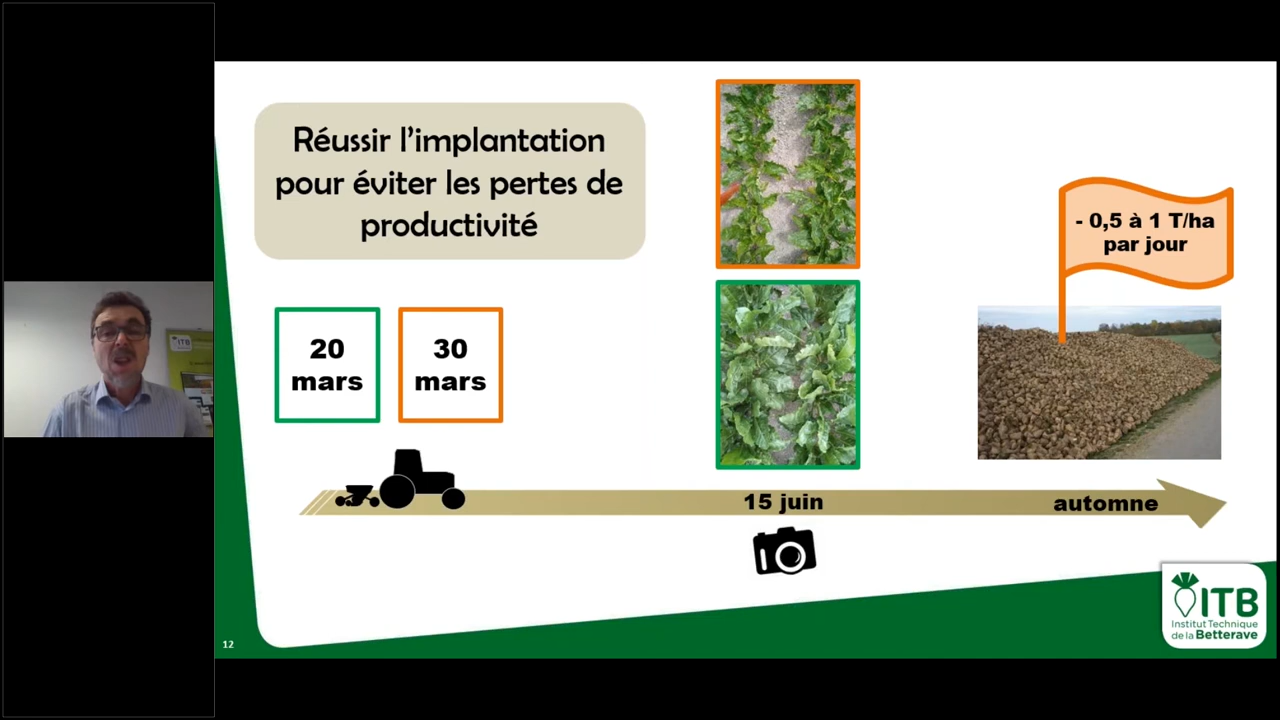 Réussir l'implantation
pour éviter les pertes de
productivité
20
mars
30
mars
- 0,5 à 1 T/ha
par jour
15 juin
automne
12
ITB
Institut Technique
de la Betterave
ITB